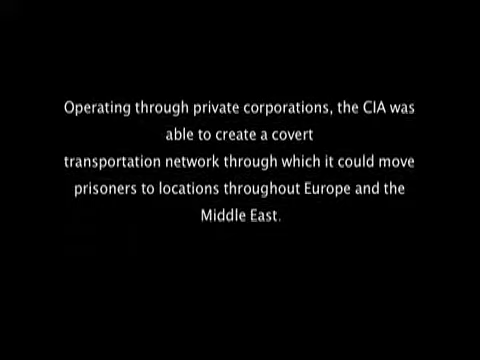 Operating through private corporations, the CIA was
able to create a covert
transportation network through which it could move
prisoners to locations throughout Europe and the
Middle East.